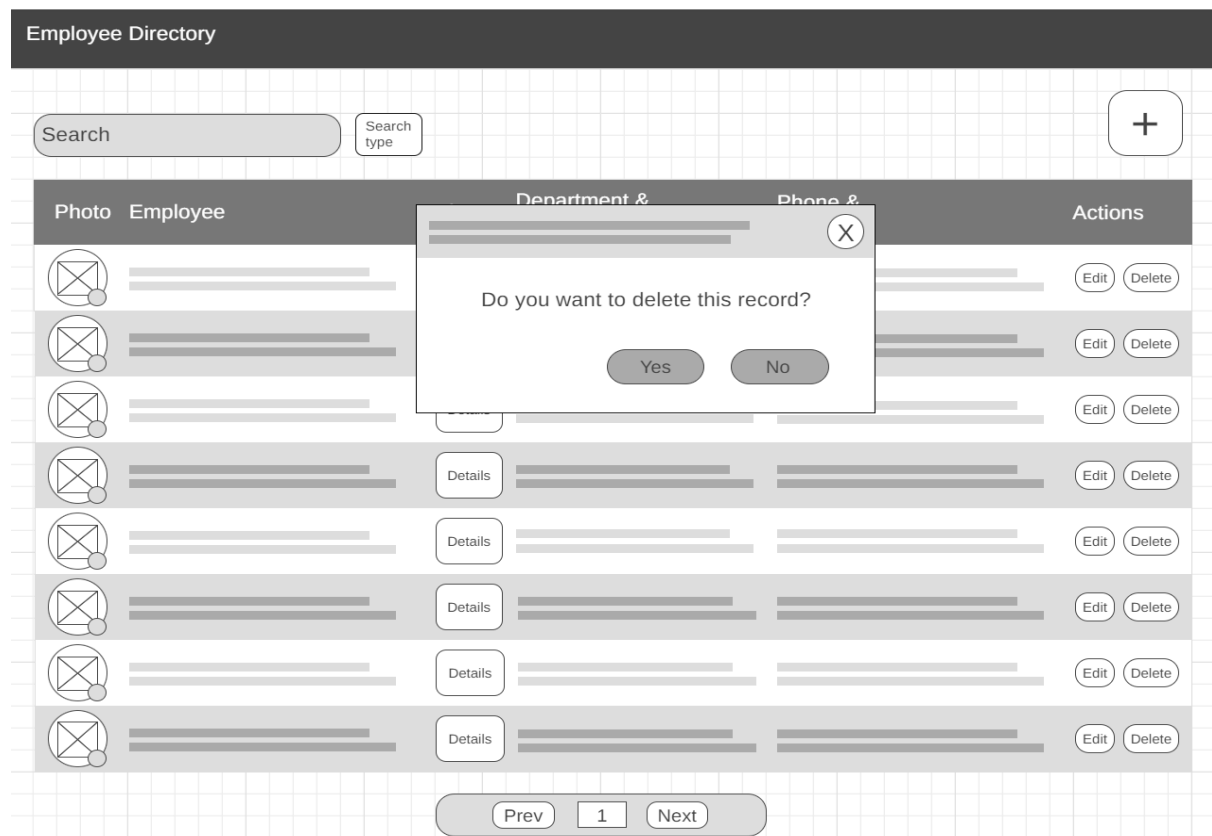 Employee Directory
Search
Search
type
+
Photo Employee Department & Phone & Actions
X
Edit Delete
Do you want to delete this record?
Edit Delete
Yes No
Edit Delete
Details Edit Delete
Details Edit Delete
Details Edit Delete
Details Edit Delete
Details Edit Delete
Prev 1 Next